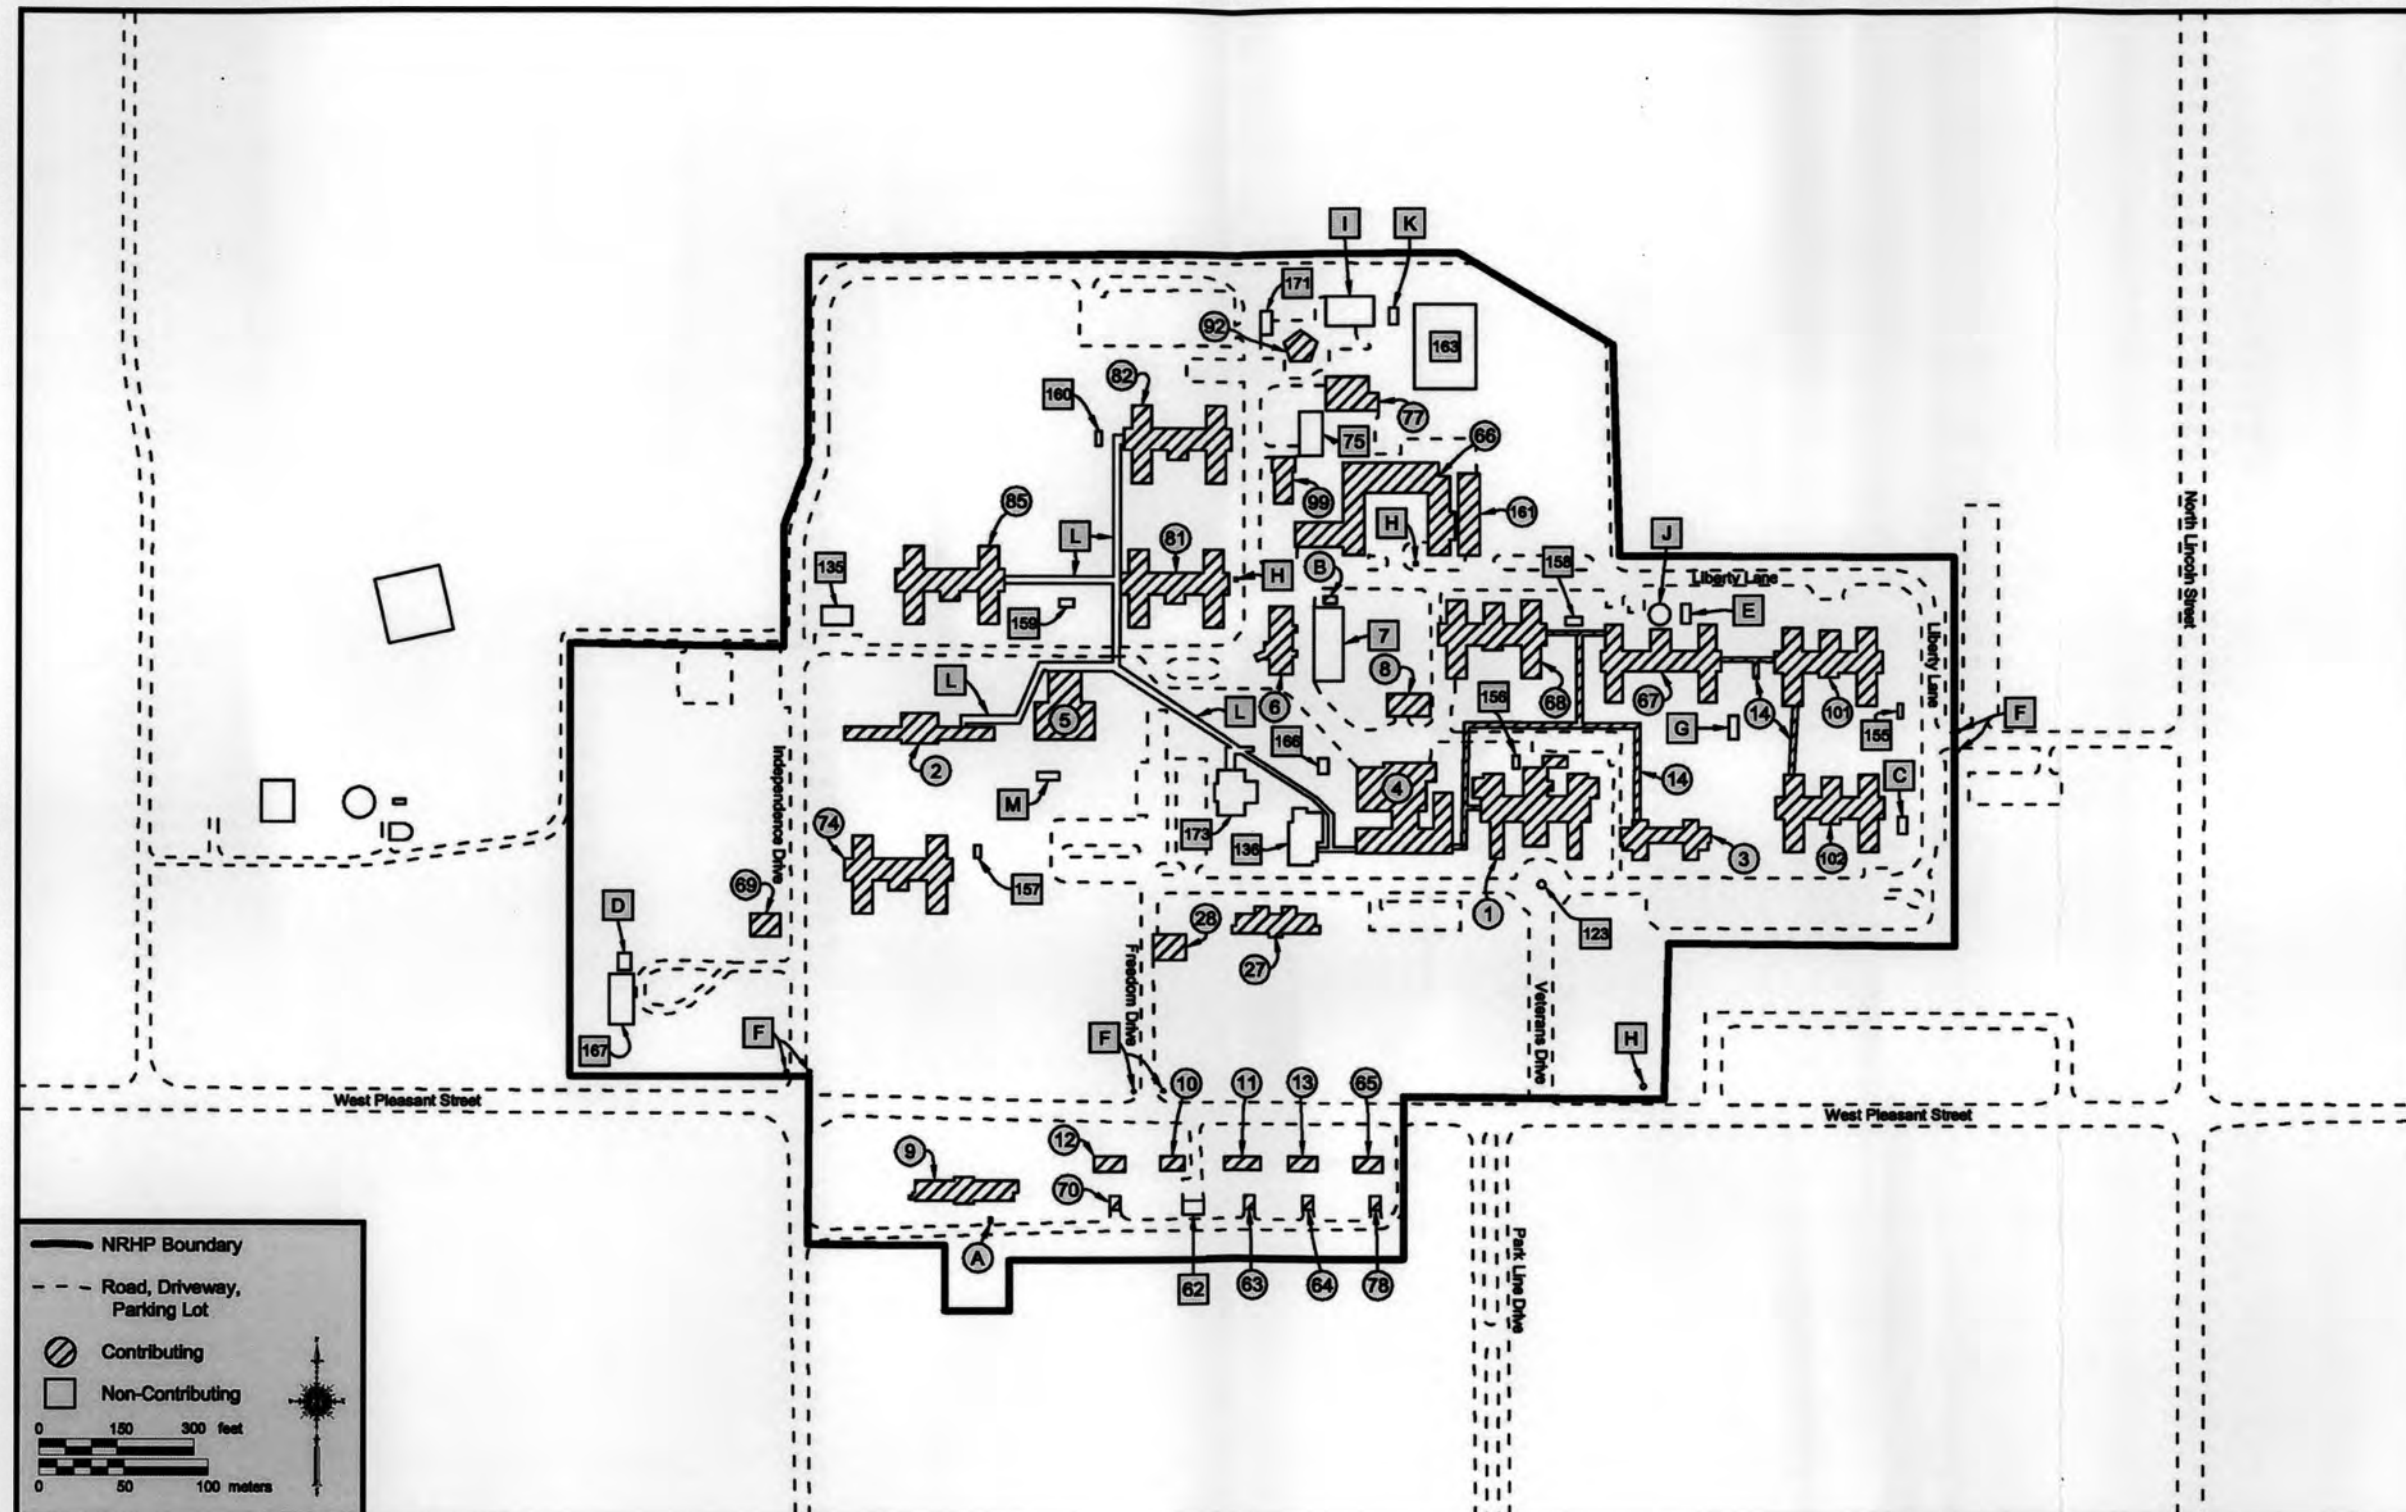 I
K
171
92
163
82
160
77
75
66
85
99
161
L
81
H
J
135
B
158
H
Liberty Lane
North Lincoln Street
159
7
E
Liberty Lane
8
L
5
6
L
156
68
67
14
101
G
155
F
2
166
Independence Drive
M
4
14
C
74
173
136
3
102
69
157
D
28
1
123
27
Freedom Drive
Veterans Drive
167
F
F
H
10
11
13
65
West Pleasant Street
West Pleasant Street
12
9
70
A
62
63
64
78
Park Line Drive
NRHP Boundary
Road, Driveway,
Parking Lot
Contributing
Non-Contributing
0 150 300 feet
0 50 100 meters